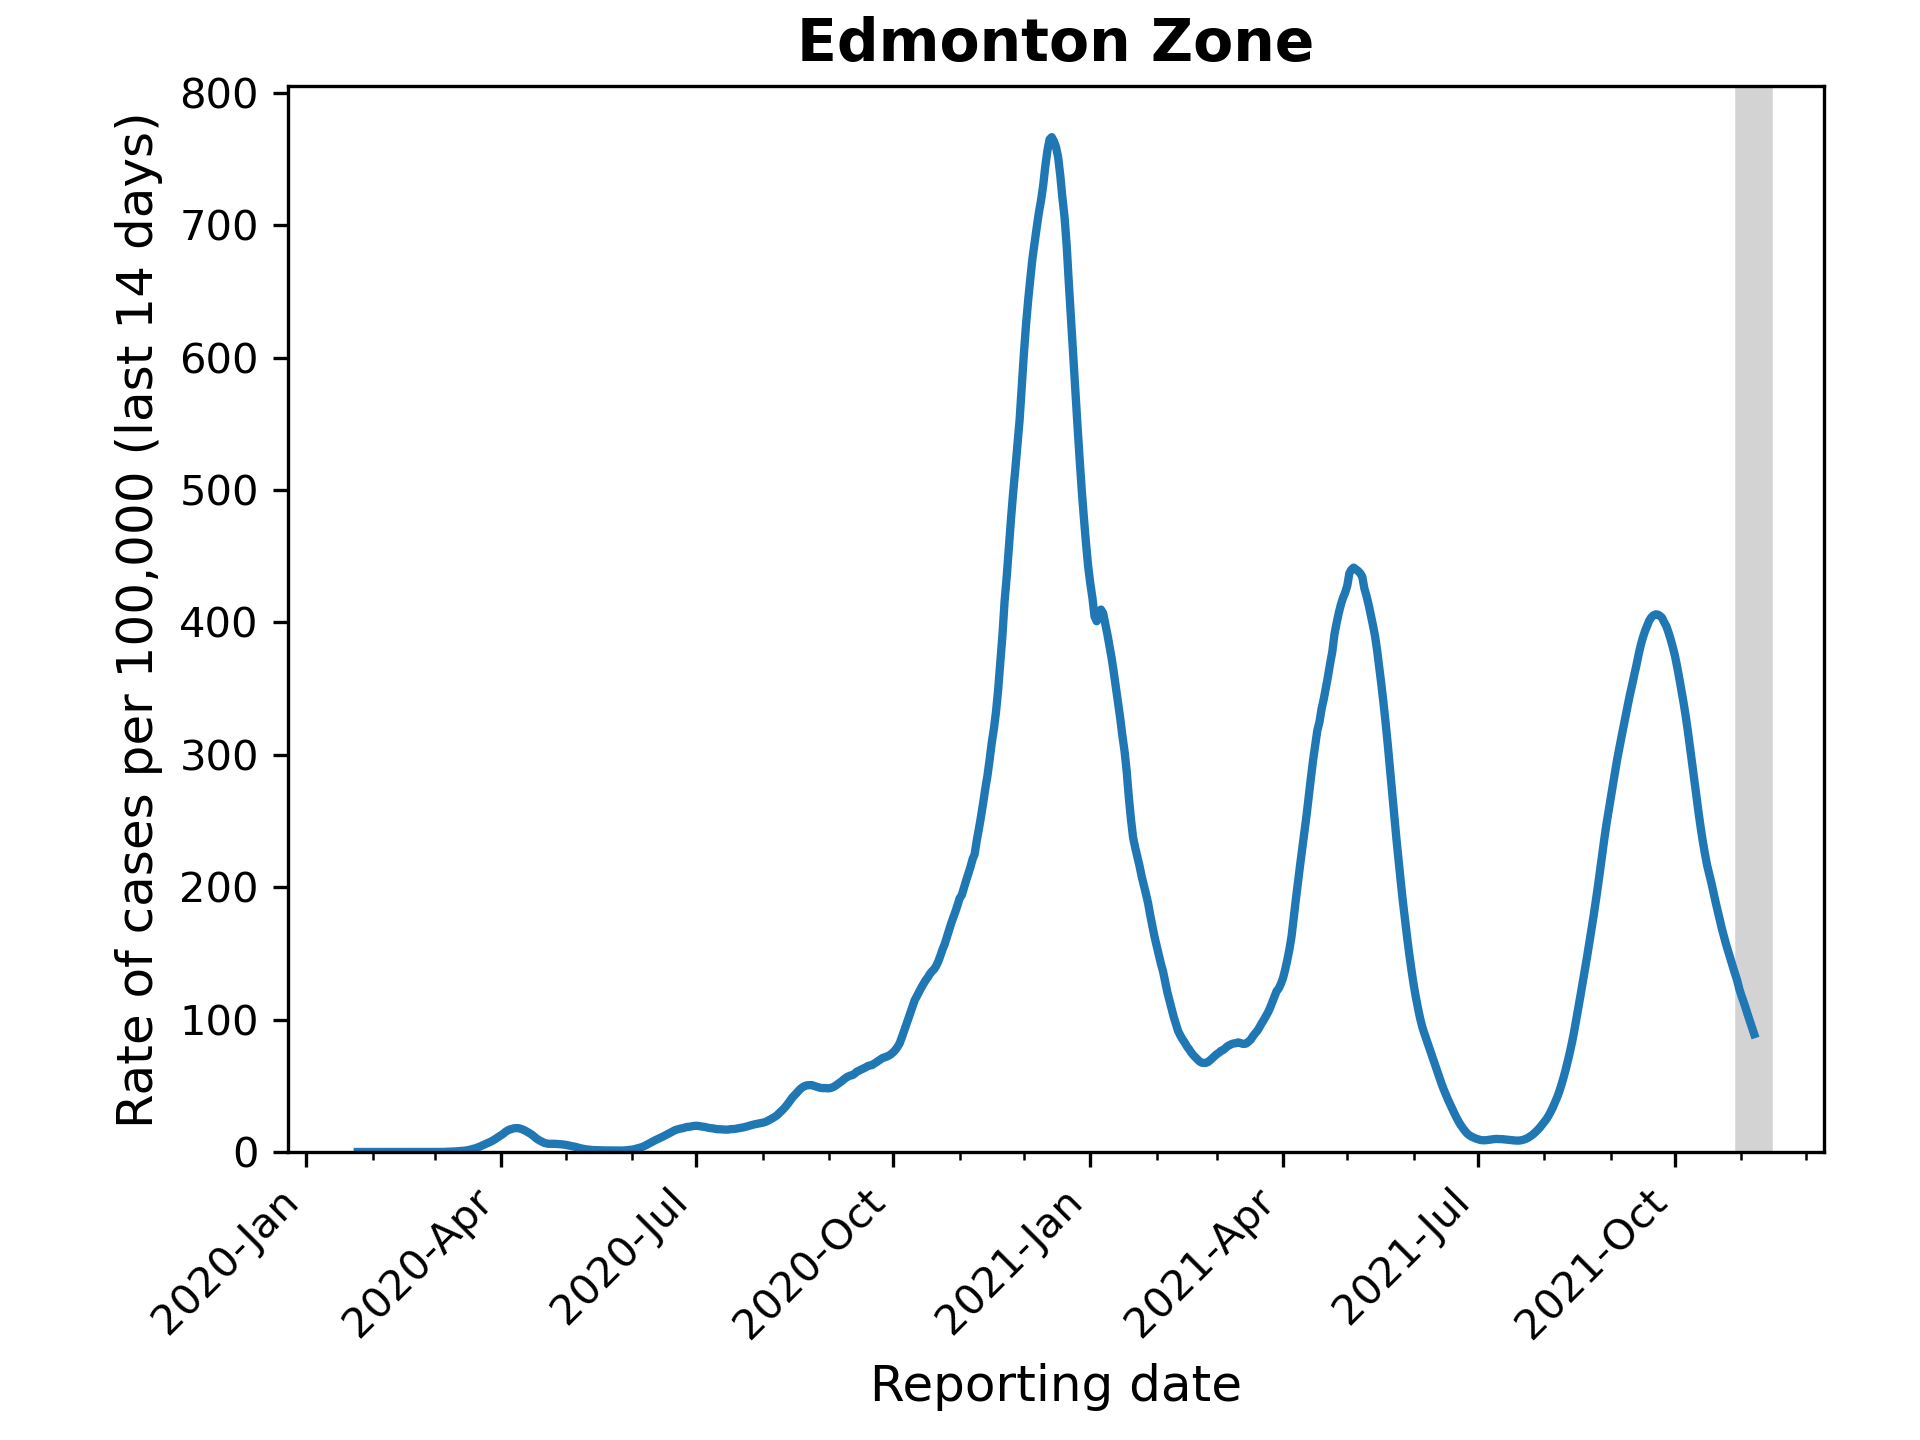 Edmonton Zone
Rate of cases per 100,000 (last 14 days)
800
700
600
500
400
300
200
100
0
2020-Jan
2020-Apr
2020-Jul
2020-Oct
2021-Jan
2021-Apr
2021-Jul
2021-Oct
Reporting date